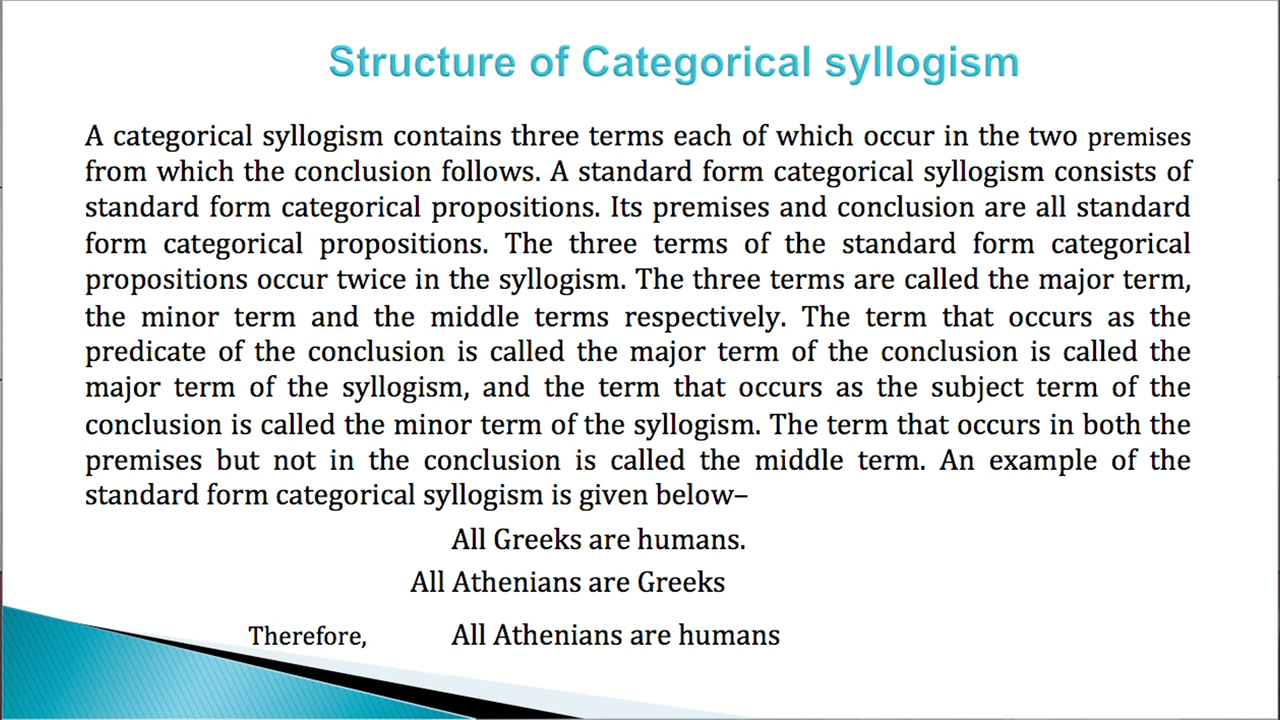 Structure of Categorical syllogism
A categorical syllogism contains three terms each of which occur in the two premises
from which the conclusion follows. A standard form categorical syllogism consists of
standard form categorical propositions. Its premises and conclusion are all standard
form categorical propositions. The three terms of the standard form categorical
propositions occur twice in the syllogism. The three terms are called the major term,
the minor term and the middle terms respectively. The term that occurs as the
predicate of the conclusion is called the major term of the conclusion is called the
major term of the syllogism, and the term that occurs as the subject term of the
conclusion is called the minor term of the syllogism. The term that occurs in both the
premises but not in the conclusion is called the middle term. An example of the
standard form categorical syllogism is given below–
All Greeks are humans.
All Athenians are Greeks
Therefore, All Athenians are humans